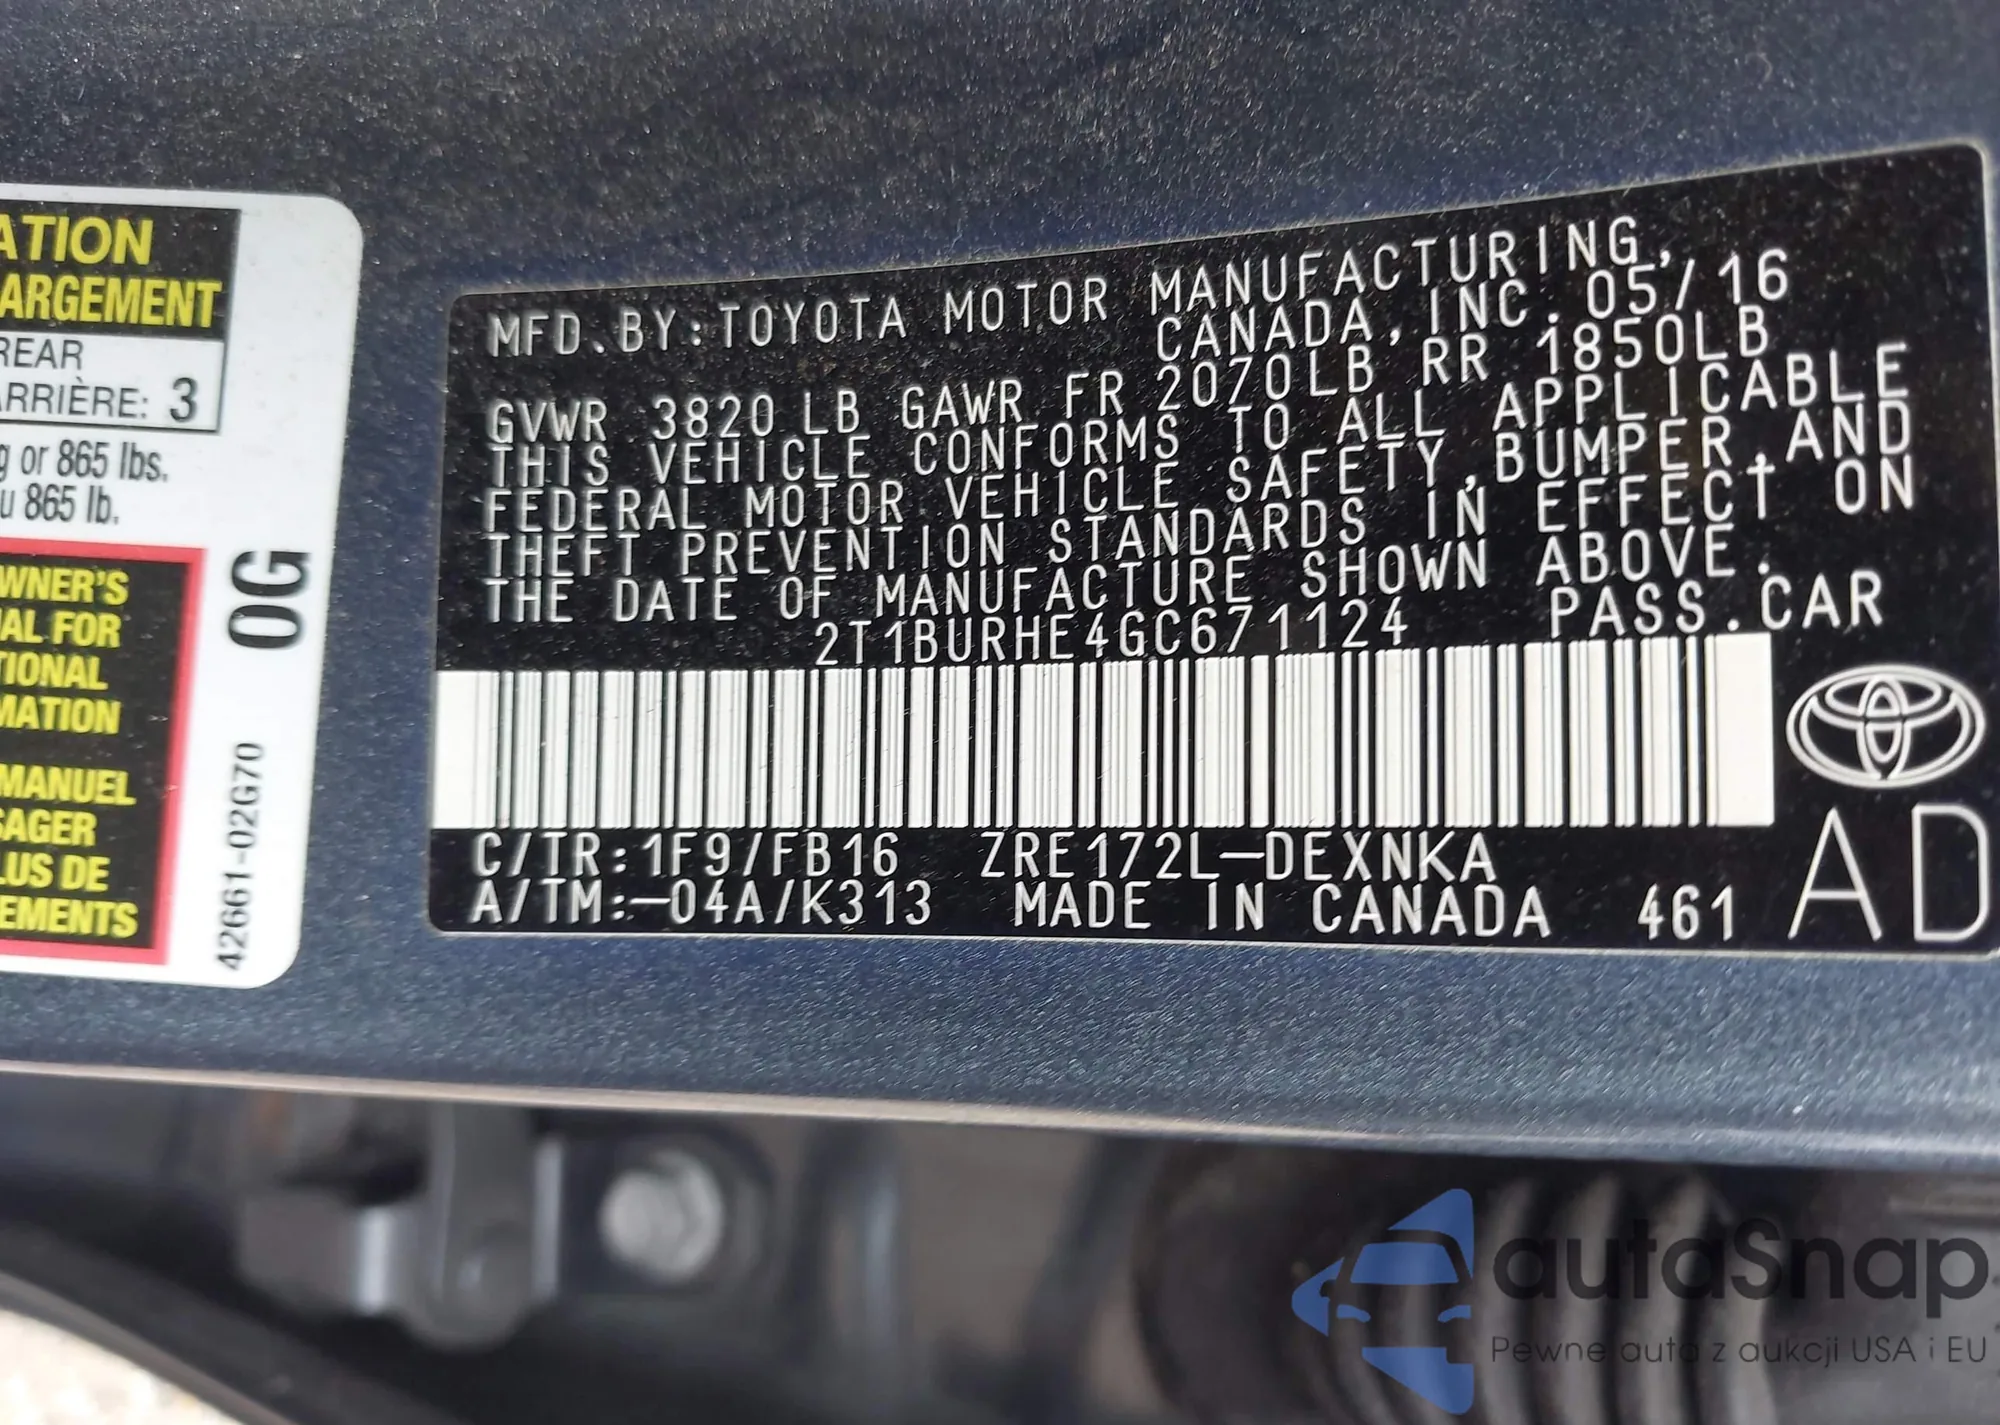 ATION
ARGEMENT
REAR
ARRIÈRE: 3
g or 865 lbs.
u 865 lb.
WNER'S
UAL FOR
TIONAL
MATION
MANUEL
SAGER
LUS DE
EMENTS
0G
42661-02G70
MFD. BY:TOYOTA MOTOR MANUFACTURING,
CANADA, INC. 05/16
GVWR 3820 LB GAWR FR 2070LB RR 1850LB
THIS VEHICLE CONFORMS TO ALL APPLICABLE
FEDERAL MOTOR VEHICLE SAFETY,BUMPER,AND
THEFT PREVENTION STANDARDS IN EFFECT ON
THE DATE OF MANUFACTURE SHOWN ABOVE.
2T1BURHE4GC671124 PASS.CAR
C/TR:1F9/FB16 ZRE172L-DEXNKA
A/TM:-04A/K313 MADE IN CANADA 461
AD
autaSnap
Pewne auta z aukcji USA i EU